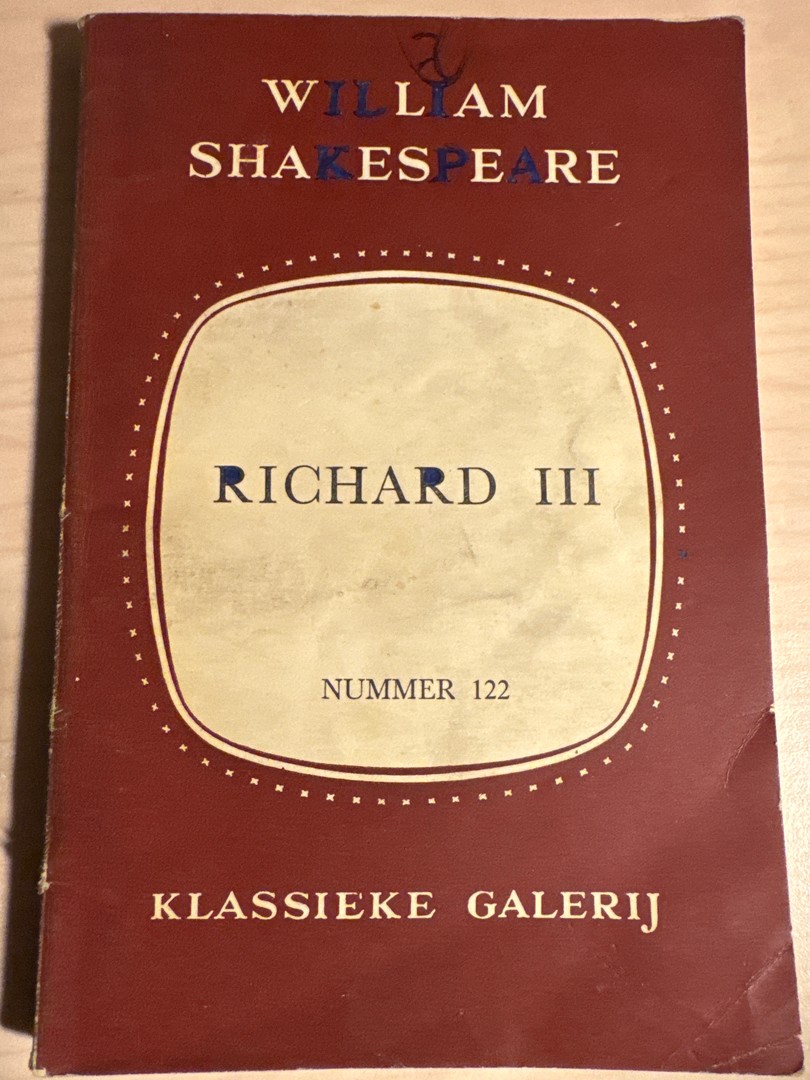 WILLIAM
SHAKESPEARE
RICHARD III
NUMMER 122
KLASSIEKE GALERIJ